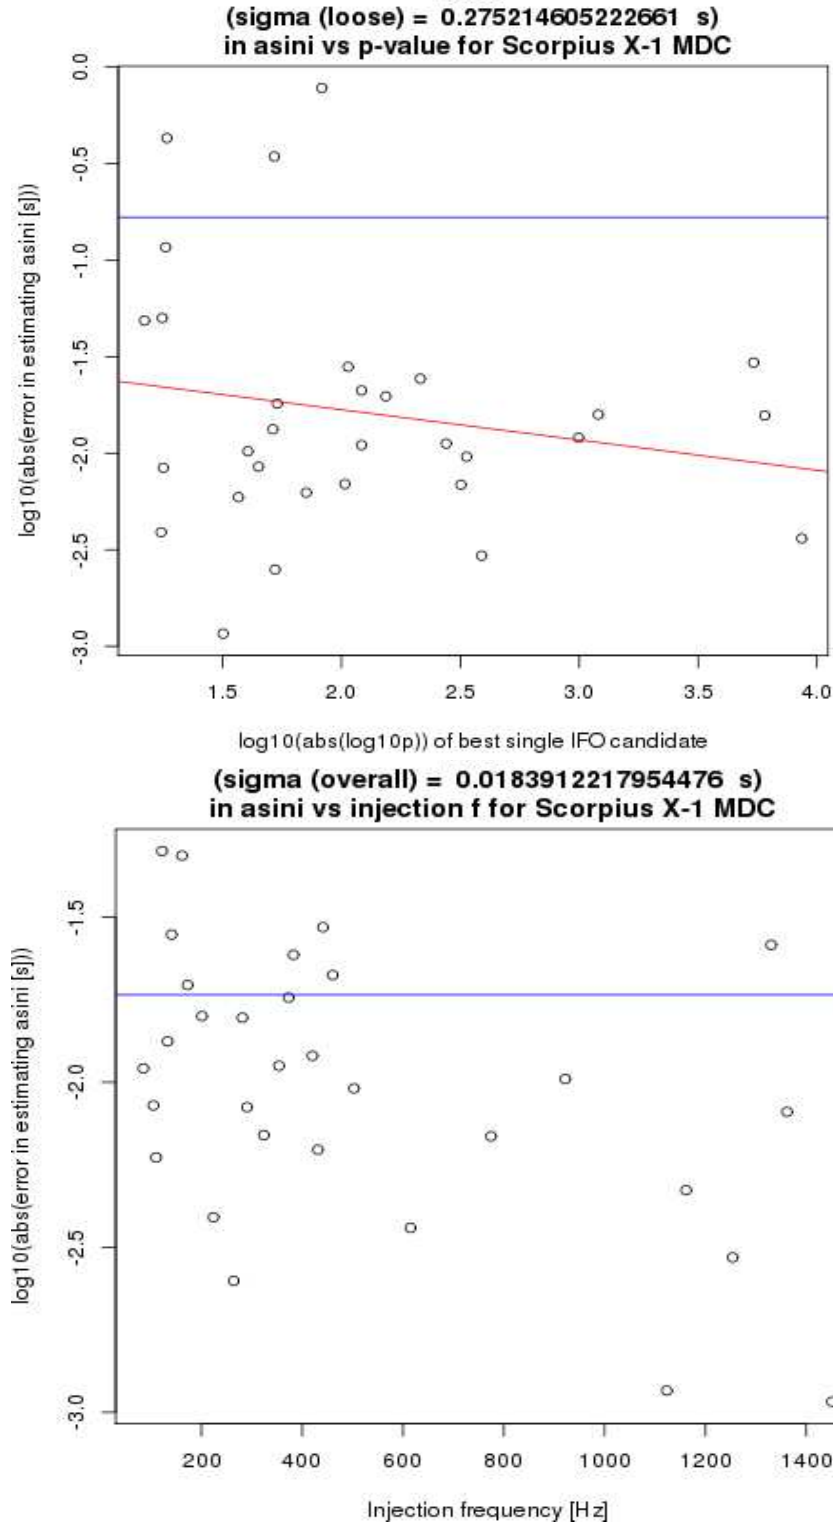 (sigma (loose) = 0.275214605222661 s)
in asini vs p-value for Scorpius X-1 MDC
log10(abs(error in estimating asini [s]))
0.0
-0.5
-1.0
-1.5
-2.0
-2.5
-3.0
1.5 2.0 2.5 3.0 3.5 4.0
log10(abs(log10p)) of best single IFO candidate
(sigma (overall) = 0.0183912217954476 s)
in asini vs injection f for Scorpius X-1 MDC
log10(abs(error in estimating asini [s]))
-1.5
-2.0
-2.5
-3.0
200 400 600 800 1000 1200 1400
Injection frequency [Hz]